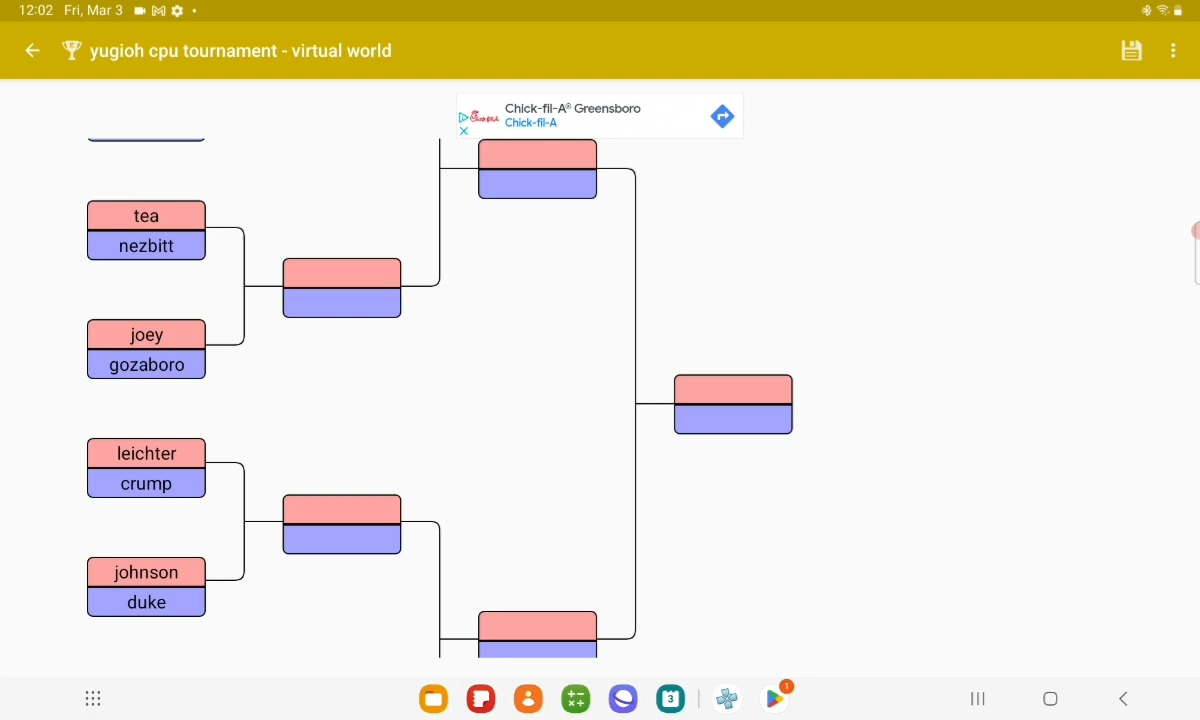 12:02 Fri, Mar 3
yugioh cpu tournament - virtual world
Chick-fil-A® Greensboro
Chick-fil-A
tea
nezbitt
joey
gozaboro
leichter
crump
johnson
duke
3
1